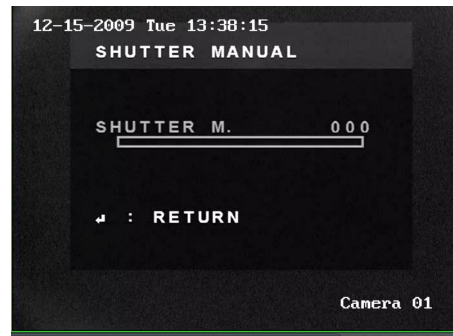 12-15-2009 Tue 13:38:15
SHUTTER MANUAL
SHUTTER M. 000
↲ : RETURN
Camera 01